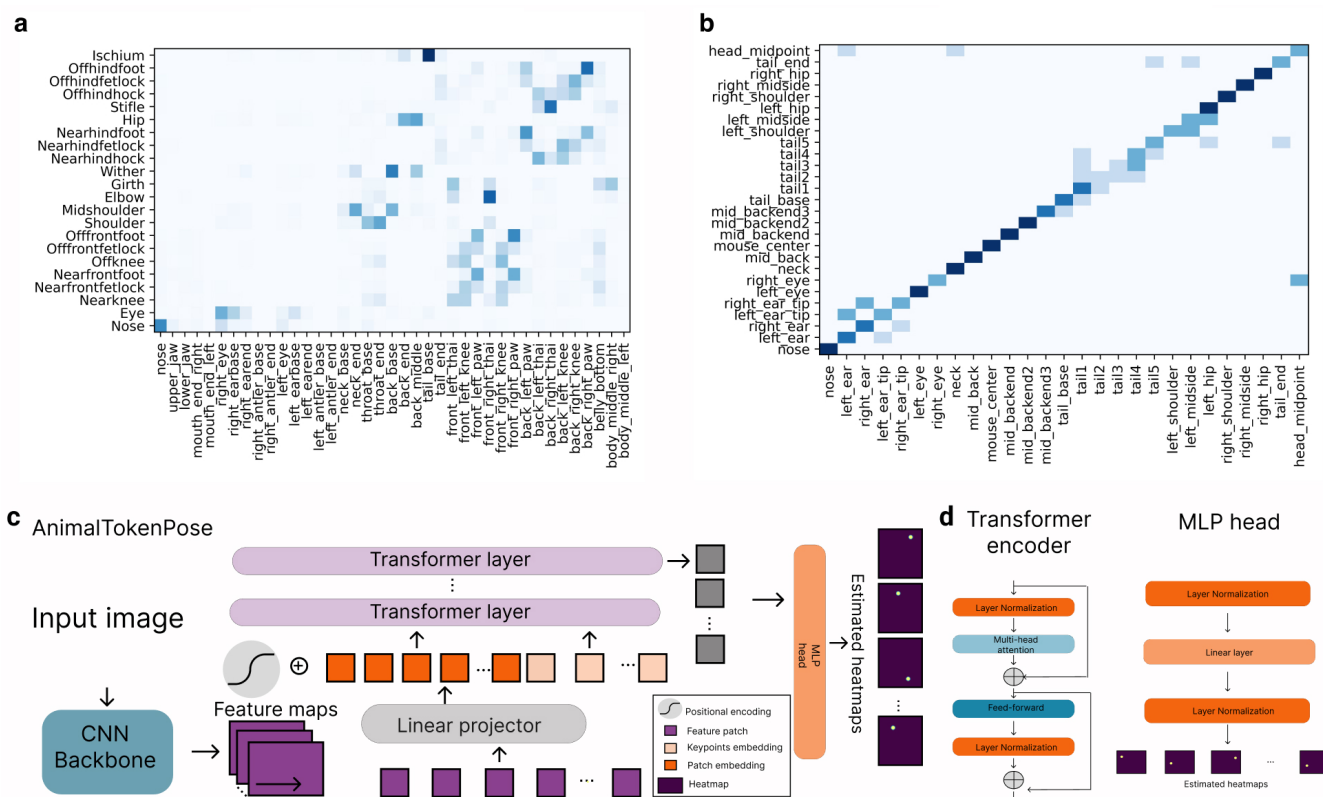 a
Ischium
Offhindfoot
Offhindfetlock
Offhindhock
Stifle
Hip
Nearhindfoot
Nearhindfetlock
Nearhindhock
Wither
Girth
Elbow
Midshoulder
Shoulder
Offfrontfoot
Offfrontfetlock
Offknee
Nearfrontfoot
Nearfrontfetlock
Nearknee
Eye
Nose
nose
upper_jaw
lower_jaw
mouth_end_right
mouth_end_left
right_eye
right_earbase
right_earend
right_antler_base
right_antler_end
left_eye
left_earbase
left_earend
left_antler_base
left_antler_end
neck_base
neck_end
throat_base
throat_end
back_base
back_end
back_middle
tail_base
tail_end
front_left_thai
front_left_knee
front_left_paw
front_right_thai
front_right_knee
front_right_paw
back_left_paw
back_left_thai
back_right_thai
back_left_knee
back_right_knee
back_right_paw
belly_bottom
body_middle_right
body_middle_left
b
head_midpoint
tail_end
right_hip
right_midside
right_shoulder
left_hip
left_midside
left_shoulder
tail5
tail4
tail3
tail2
tail1
tail_base
mid_backend3
mid_backend2
mid_backend
mouse_center
mid_back
neck
right_eye
left_eye
right_ear_tip
left_ear_tip
right_ear
left_ear
nose
nose
left_ear
right_ear
left_ear_tip
right_ear_tip
left_eye
right_eye
neck
mid_back
mouse_center
mid_backend
mid_backend2
mid_backend3
tail_base
tail1
tail2
tail3
tail4
tail5
left_shoulder
left_midside
left_hip
right_shoulder
right_midside
right_hip
tail_end
head_midpoint
c
AnimalTokenPose
Input image
CNN
Backbone
Feature maps
Transformer layer
Transformer layer
Linear projector
Positional encoding
Feature patch
Keypoints embedding
Patch embedding
Heatmap
MLP
head
Estimated heatmaps
d
Transformer
encoder
Layer Normalization
Multi-head
attention
Feed-forward
Layer Normalization
MLP head
Layer Normalization
Linear layer
Layer Normalization
Estimated heatmaps